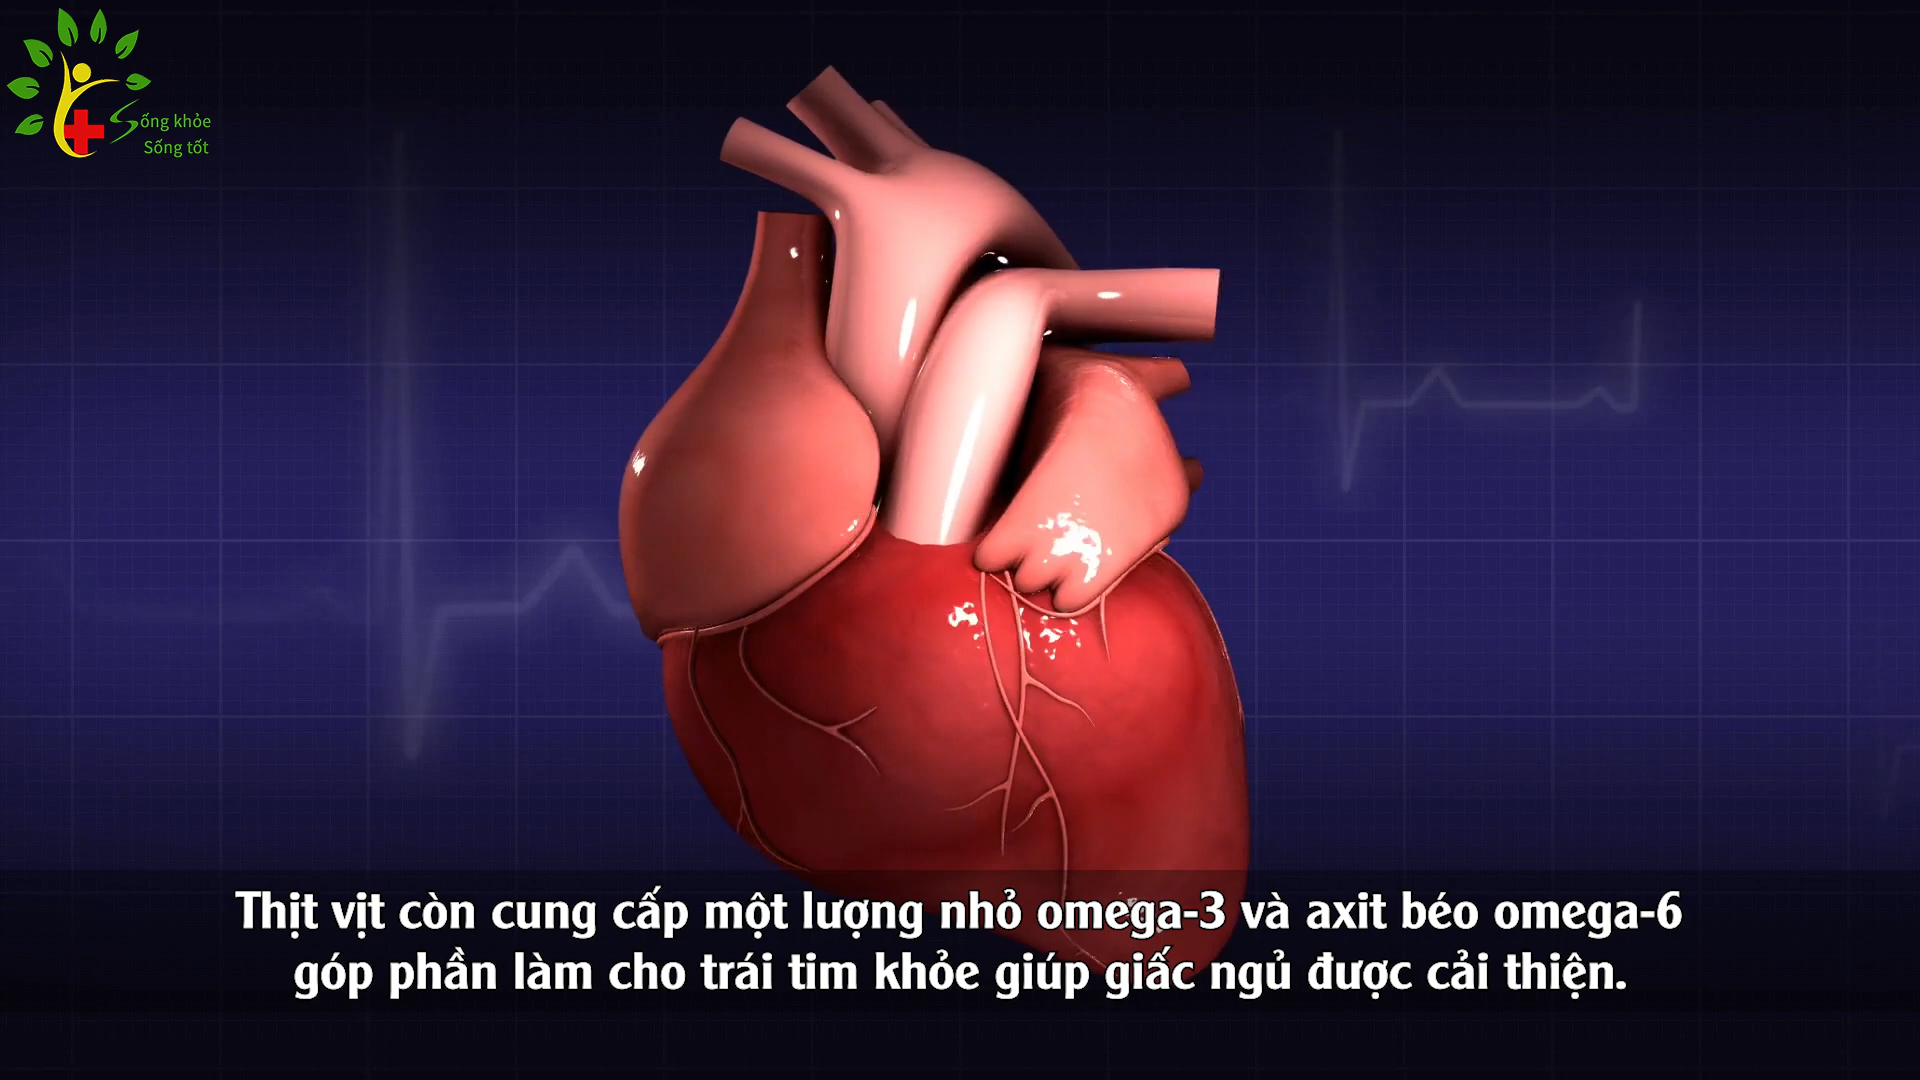 Sống khỏe
Sống tốt
Thịt vịt còn cung cấp một lượng nhỏ omega-3 và axit béo omega-6
góp phần làm cho trái tim khỏe giúp giấc ngủ được cải thiện.